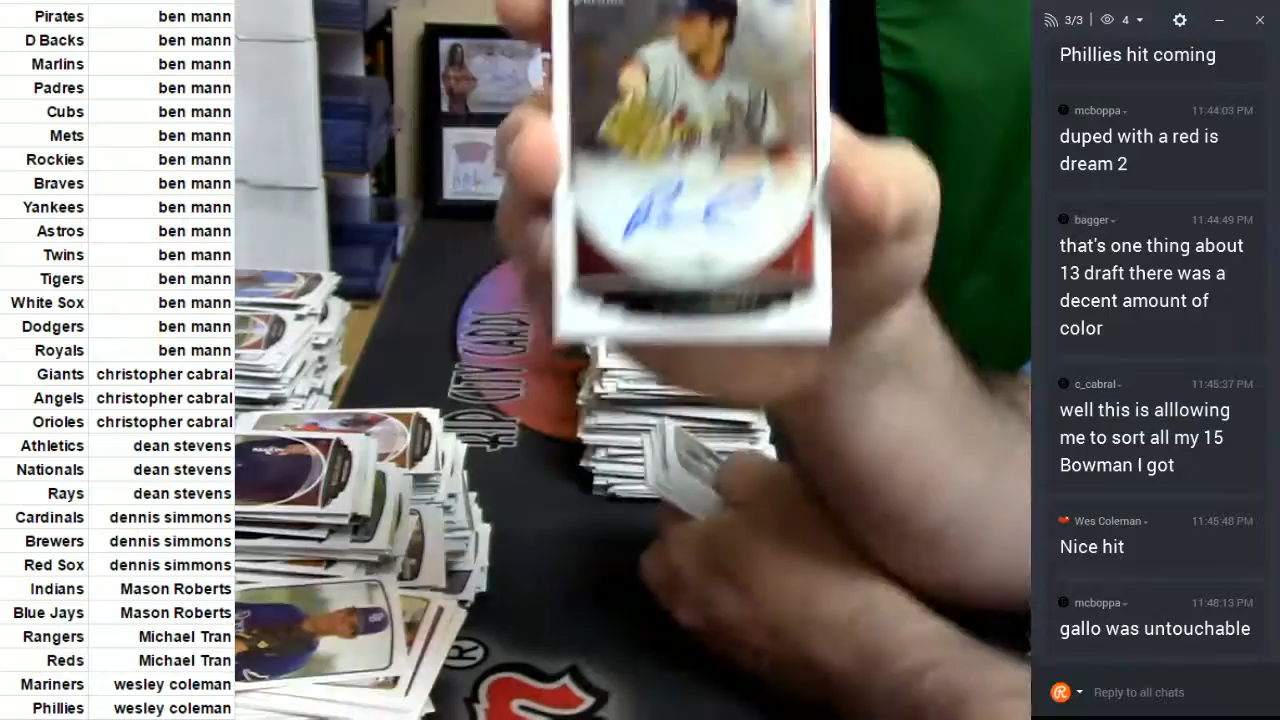 Pirates ben mann
D Backs ben mann
Marlins ben mann
Padres ben mann
Cubs ben mann
Mets ben mann
Rockies ben mann
Braves ben mann
Yankees ben mann
Astros ben mann
Twins ben mann
Tigers ben mann
White Sox ben mann
Dodgers ben mann
Royals ben mann
Giants christopher cabral
Angels christopher cabral
Orioles christopher cabral
Athletics dean stevens
Nationals dean stevens
Rays dean stevens
Cardinals dennis simmons
Brewers dennis simmons
Red Sox dennis simmons
Indians Mason Roberts
Blue Jays Mason Roberts
Rangers Michael Tran
Reds Michael Tran
Mariners wesley coleman
Phillies wesley coleman
RIP CITY CARDS
®
3/3 4
Phillies hit coming
mcboppa 11:44:03 PM
duped with a red is
dream 2
bagger 11:44:49 PM
that's one thing about
13 draft there was a
decent amount of
color
c_cabral 11:45:37 PM
well this is alllowing
me to sort all my 15
Bowman I got
Wes Coleman 11:45:48 PM
Nice hit
mcboppa 11:48:13 PM
gallo was untouchable
Reply to all chats